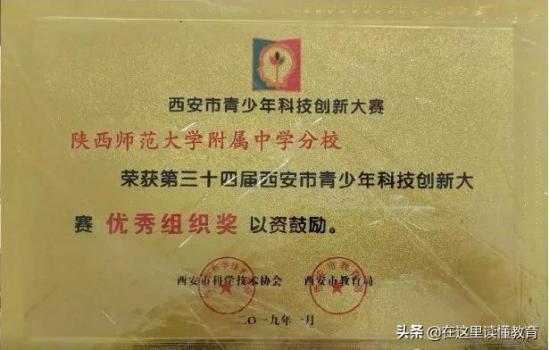 西安市青少年科技创新大赛
陕西师范大学附属中学分校
荣获第三十四届西安市青少年科技创新大
赛 优秀组织奖 以资鼓励。
西安市科学技术协会 西安市教育局
二〇一九年一月
头条 @在这里读懂教育